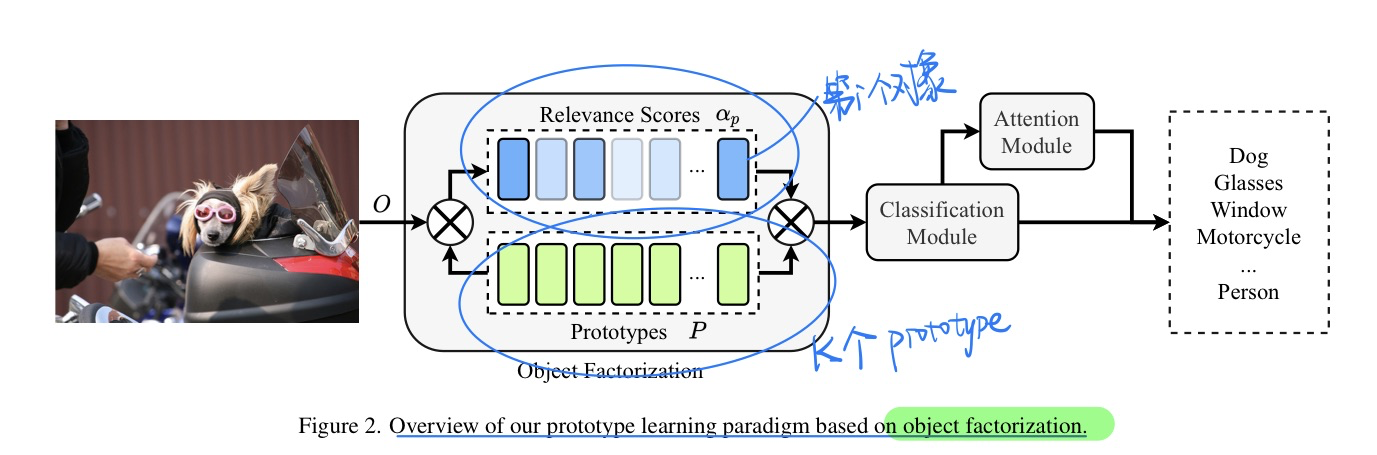 Relevance Scores αp
第i个对象
...
O
Prototypes P
...
K个 prototype
Object Factorization
Classification
Module
Attention
Module
Dog
Glasses
Window
Motorcycle
...
Person
Figure 2. Overview of our prototype learning paradigm based on object factorization.